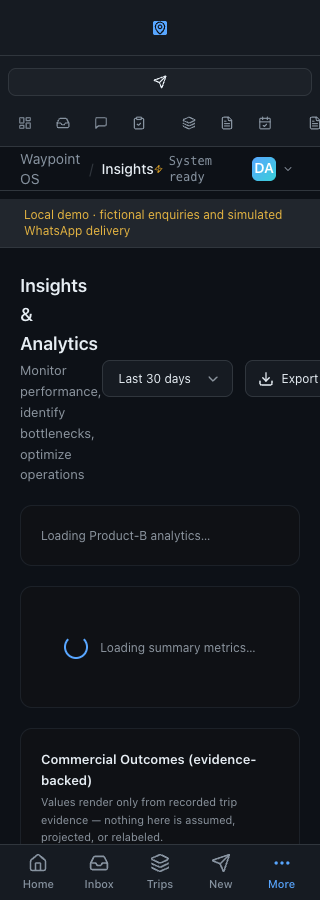 Waypoint
OS
/
Insights
System
ready
DA
Local demo · fictional enquiries and simulated
WhatsApp delivery
Insights
&
Analytics
Monitor
performance,
identify
bottlenecks,
optimize
operations
Last 30 days
Export
Loading Product-B analytics...
Loading summary metrics...
Commercial Outcomes (evidence-
backed)
Values render only from recorded trip
evidence — nothing here is assumed,
projected, or relabeled.
Home
Inbox
Trips
New
More